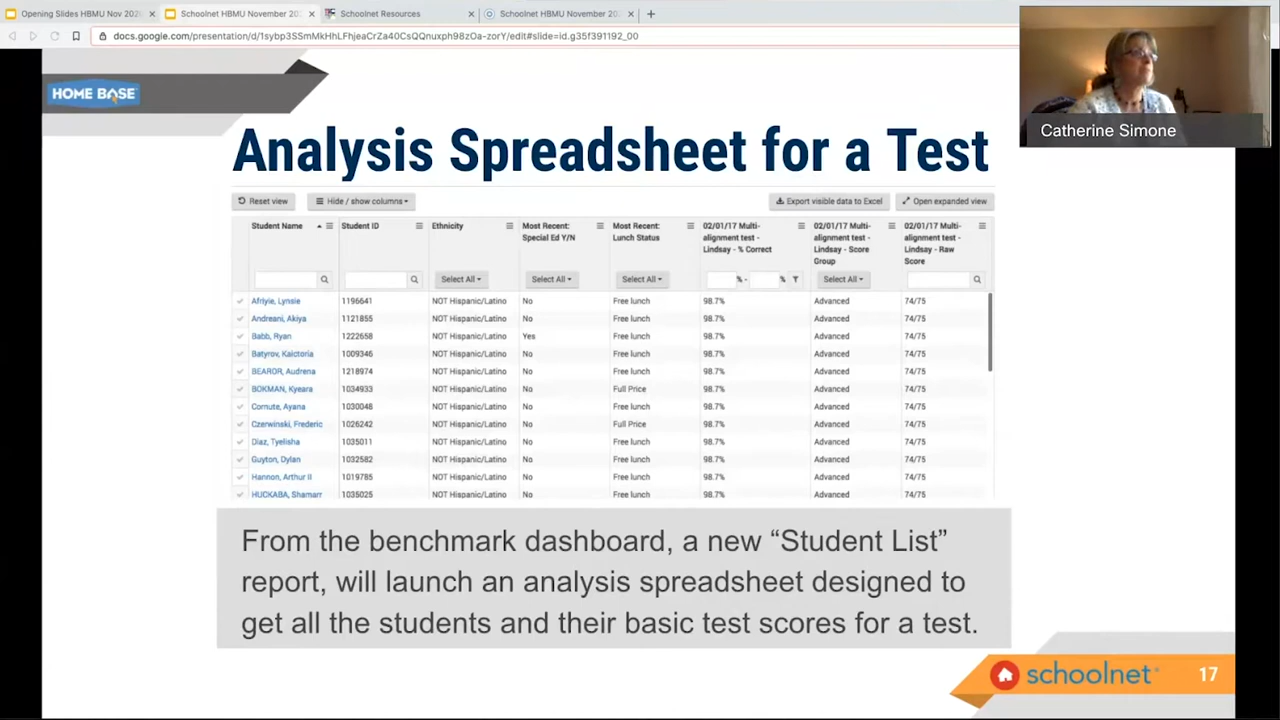 Opening Slides HBMU Nov 202
Schoolnet HBMU November 202
Schoolnet Resources
Schoolnet HBMU November 202
docs.google.com/presentation/d/1sybp3SSmMkHhLFhjeaCrZa40CsQQnuxph98zOa-zorY/edit#slide=id.g35f391192_00
HOME BASE
Catherine Simone
Analysis Spreadsheet for a Test
Reset view Hide / show columns Export visible data to Excel Open expanded view
Student Name Student ID Ethnicity Most Recent: Special Ed Y/N Most Recent: Lunch Status 02/01/17 Multi-alignment test - Lindsay - % Correct 02/01/17 Multi-alignment test - Lindsay - Score Group 02/01/17 Multi-alignment test - Lindsay - Raw Score
Select All Select All Select All % - % Select All
Afriyie, Lynsie 1196641 NOT Hispanic/Latino No Free lunch 98.7% Advanced 74/75
Andreani, Akiya 1121855 NOT Hispanic/Latino No Free lunch 98.7% Advanced 74/75
Babb, Ryan 1222658 NOT Hispanic/Latino Yes Free lunch 98.7% Advanced 74/75
Batyrov, Kaictoria 1009346 NOT Hispanic/Latino No Free lunch 98.7% Advanced 74/75
BEAROR, Audrena 1218974 NOT Hispanic/Latino No Free lunch 98.7% Advanced 74/75
BOKMAN, Kyeara 1034933 NOT Hispanic/Latino No Full Price 98.7% Advanced 74/75
Cornute, Ayana 1030048 NOT Hispanic/Latino No Free lunch 98.7% Advanced 74/75
Czerwinski, Frederic 1026242 NOT Hispanic/Latino No Full Price 98.7% Advanced 74/75
Diaz, Tyelisha 1035011 NOT Hispanic/Latino No Free lunch 98.7% Advanced 74/75
Guyton, Dylan 1032582 NOT Hispanic/Latino No Free lunch 98.7% Advanced 74/75
Hannon, Arthur II 1019785 NOT Hispanic/Latino No Free lunch 98.7% Advanced 74/75
HUCKABA, Shamarr 1035025 NOT Hispanic/Latino No Free lunch 98.7% Advanced 74/75
From the benchmark dashboard, a new “Student List”
report, will launch an analysis spreadsheet designed to
get all the students and their basic test scores for a test.
schoolnet 17